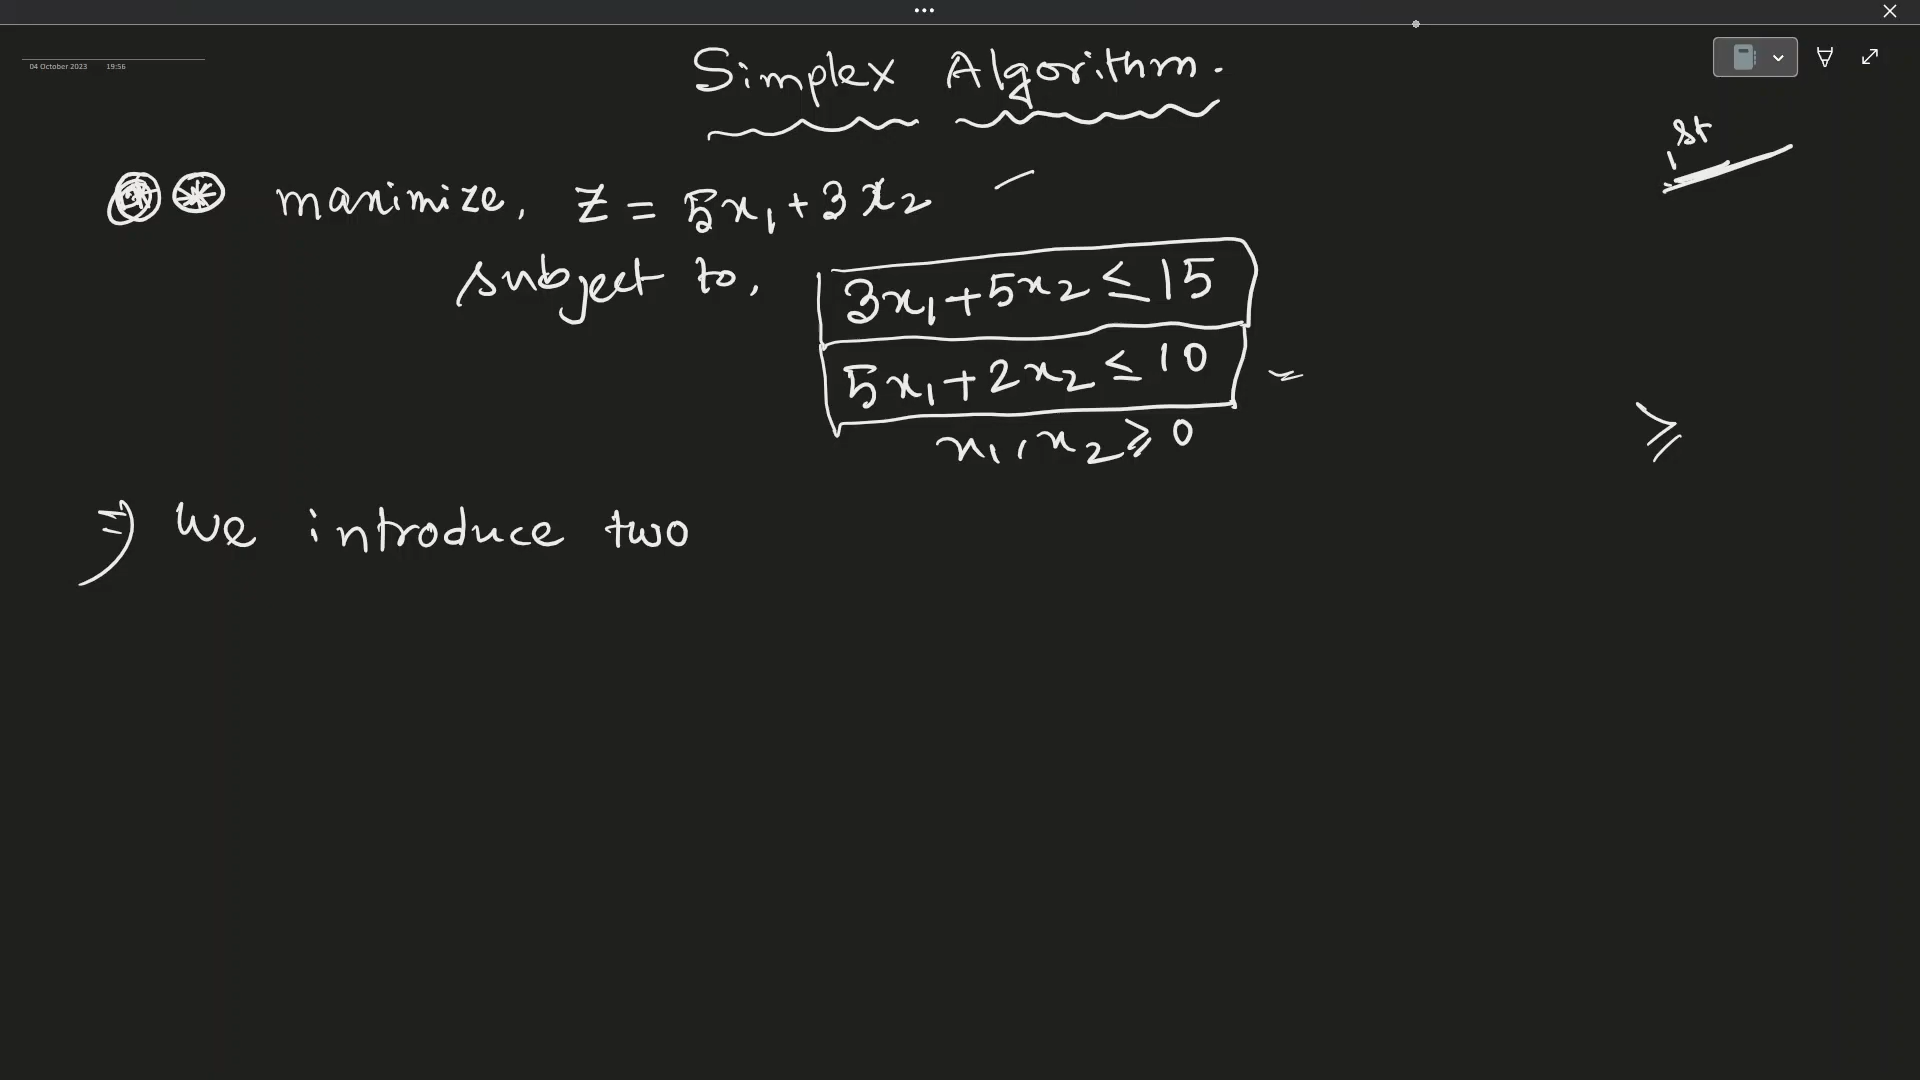 04 October 2023 19:56
Simplex Algorithm.
1st
maximize, Z = 5x₁ + 3x₂
subject to,
3x₁ + 5x₂ ≤ 15
5x₁ + 2x₂ ≤ 10
x₁, x₂ ≥ 0
≥
⇒ We introduce two